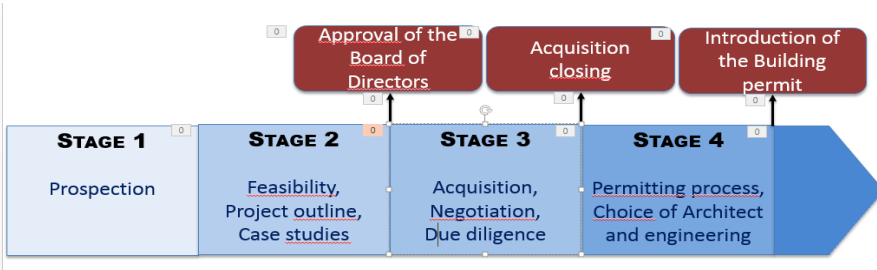 0
Approval of the
0
Board of
Directors
Acquisition
closing
0
Introduction of
the Building
permit
0
0
0
STAGE 1
0
STAGE 2
0
STAGE 3
0
STAGE 4
0
Prospection
Feasibility,
Project outline,
Case studies
Acquisition,
Negotiation,
Due diligence
Permitting process,
Choice of Architect
and engineering